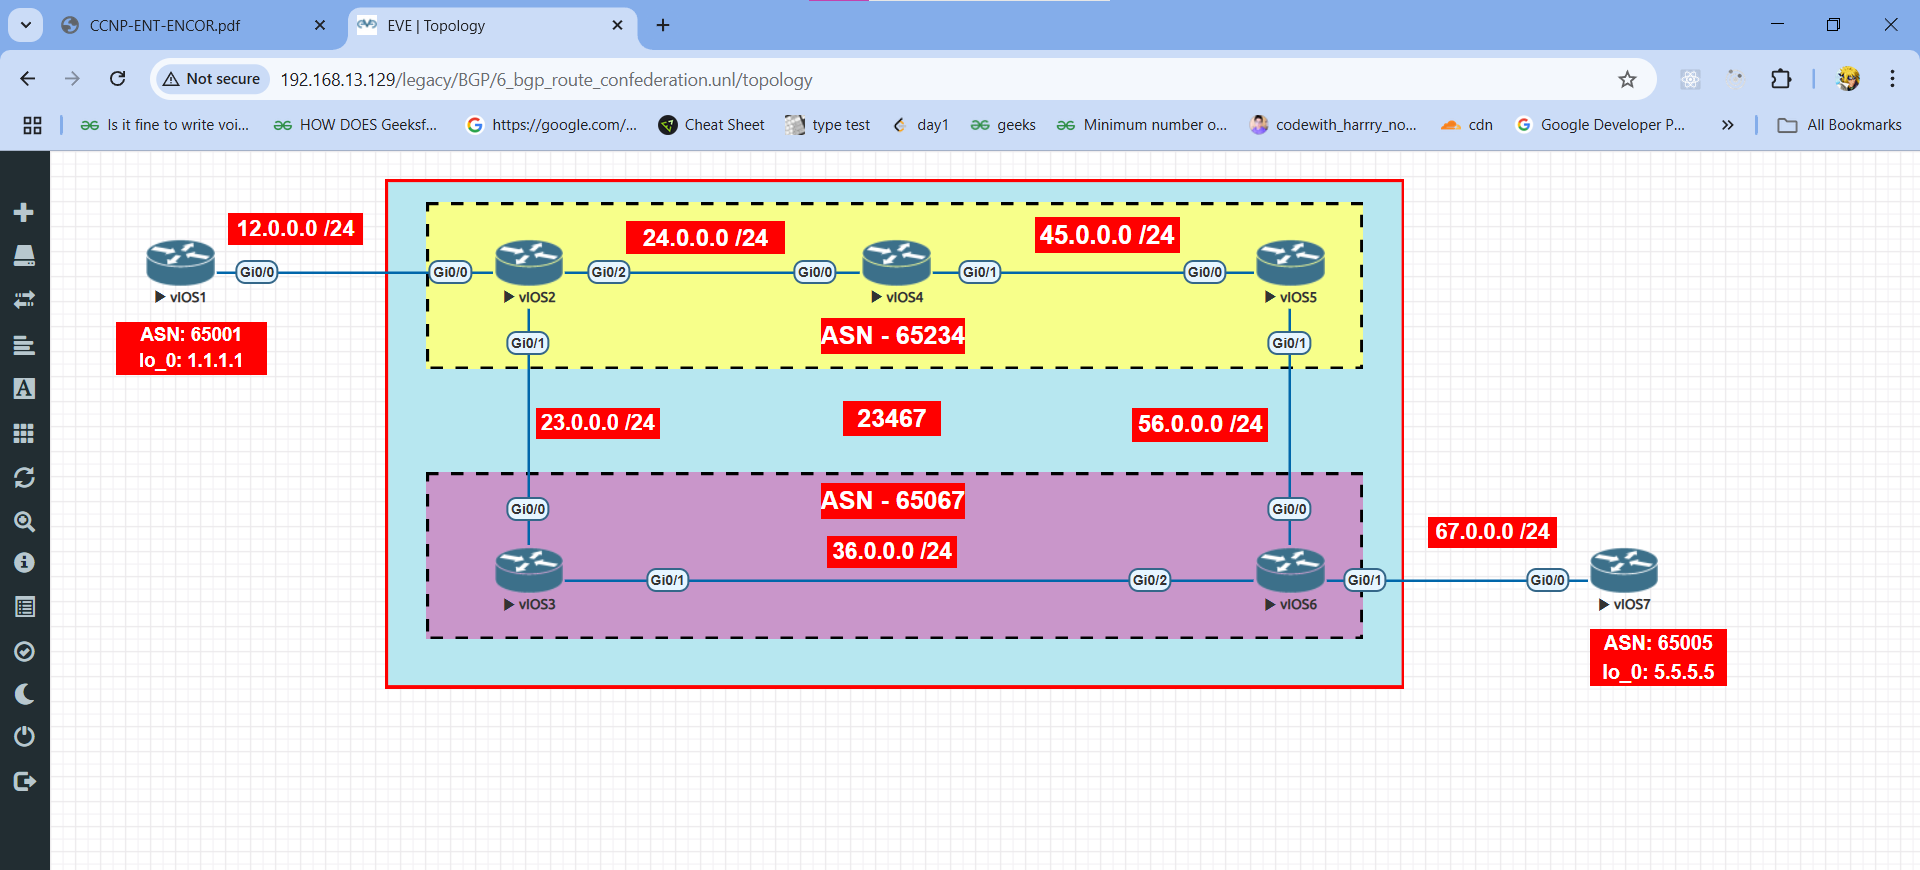 CCNP-ENT-ENCOR.pdf
EVE | Topology
Not secure
192.168.13.129/legacy/BGP/6_bgp_route_confederation.unl/topology
Is it fine to write voi...
HOW DOES Geeksf...
https://google.com/...
Cheat Sheet
type test
day1
geeks
Minimum number o...
codewith_harrry_no...
cdn
Google Developer P...
All Bookmarks
12.0.0.0 /24
24.0.0.0 /24
45.0.0.0 /24
Gi0/0
Gi0/0
Gi0/2
Gi0/0
Gi0/1
Gi0/0
vIOS1
vIOS2
vIOS4
vIOS5
ASN: 65001
lo_0: 1.1.1.1
ASN - 65234
Gi0/1
Gi0/1
23.0.0.0 /24
23467
56.0.0.0 /24
ASN - 65067
Gi0/0
Gi0/0
36.0.0.0 /24
67.0.0.0 /24
Gi0/1
Gi0/2
Gi0/1
Gi0/0
vIOS3
vIOS6
vIOS7
ASN: 65005
lo_0: 5.5.5.5